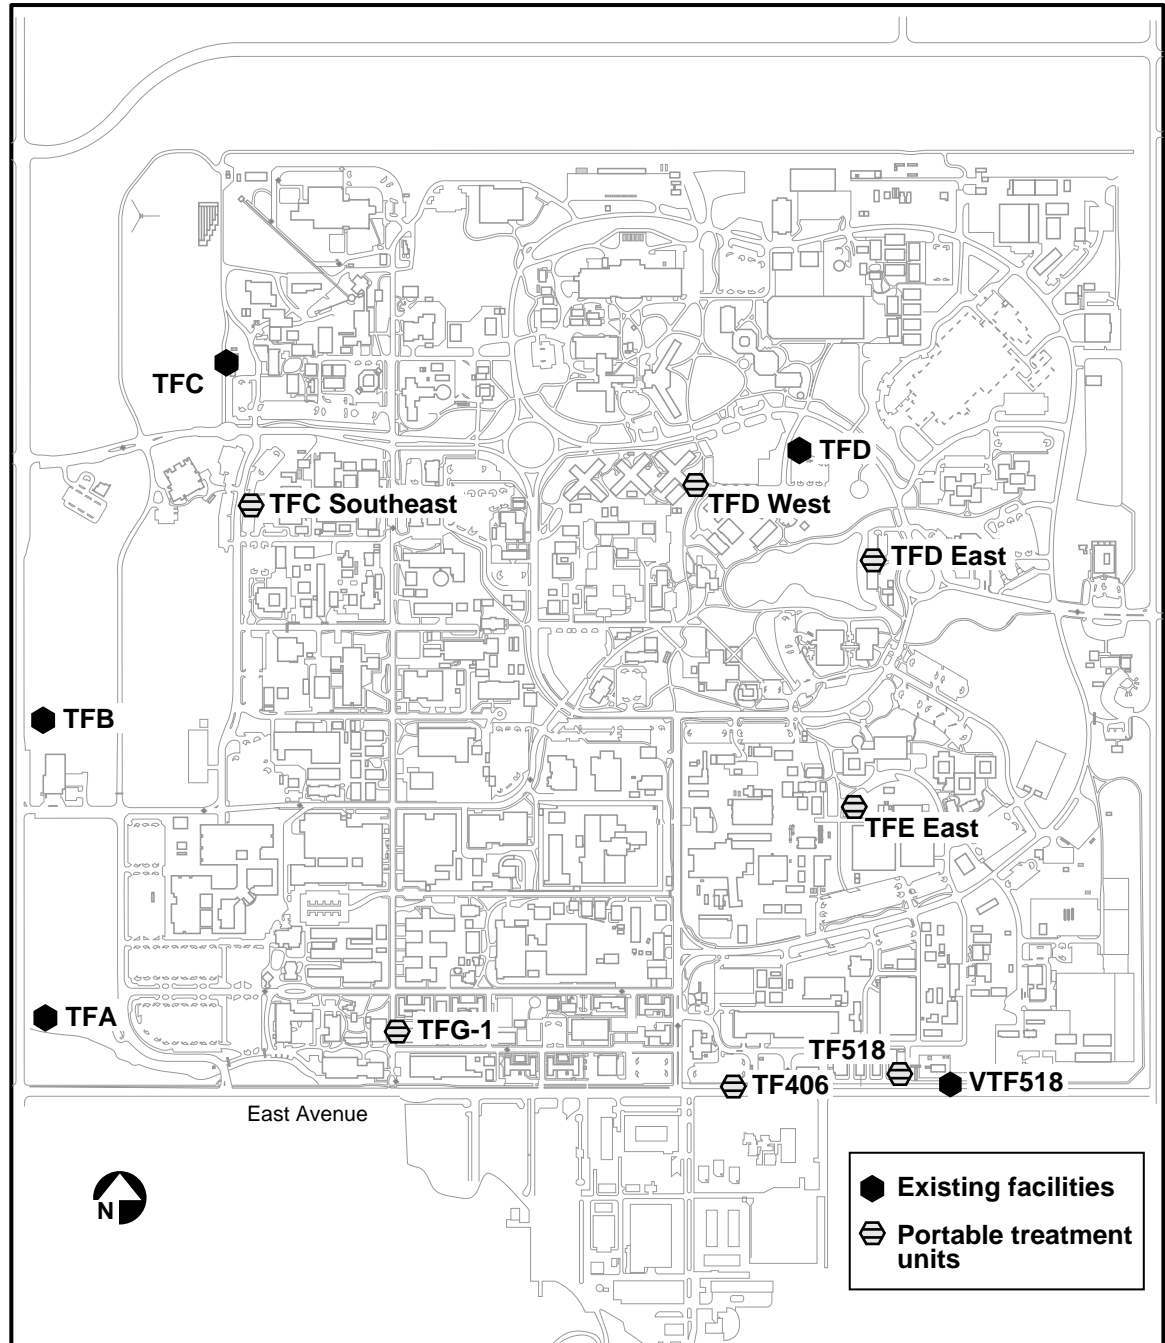 TFC
TFD
TFC Southeast
TFD West
TFD East
TFB
TFE East
TFA
TFG-1
TF518
TF406
VTF518
East Avenue
N
Existing facilities
Portable treatment
units